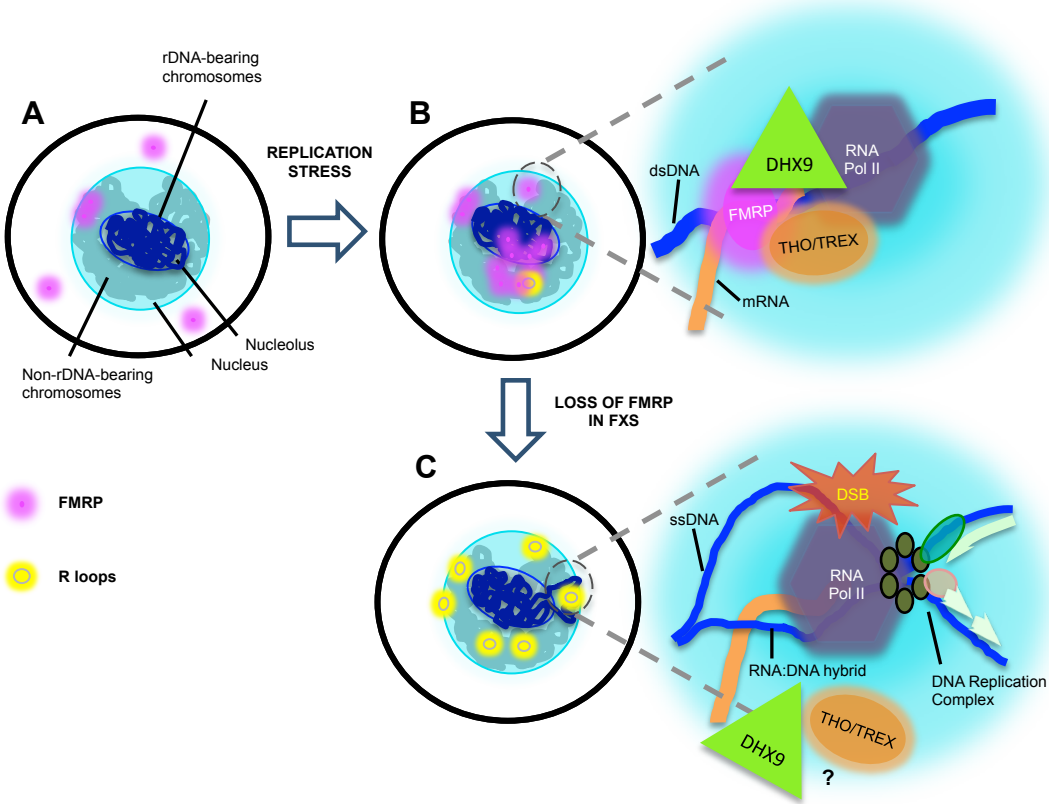 rDNA-bearing
chromosomes
A
REPLICATION
STRESS
Nucleolus
Nucleus
Non-rDNA-bearing
chromosomes
B
dsDNA
DHX9
RNA
Pol II
FMRP
THO/TREX
mRNA
LOSS OF FMRP
IN FXS
FMRP
R loops
C
ssDNA
DSB
RNA
Pol II
RNA:DNA hybrid
DNA Replication
Complex
DHX9
THO/TREX
?